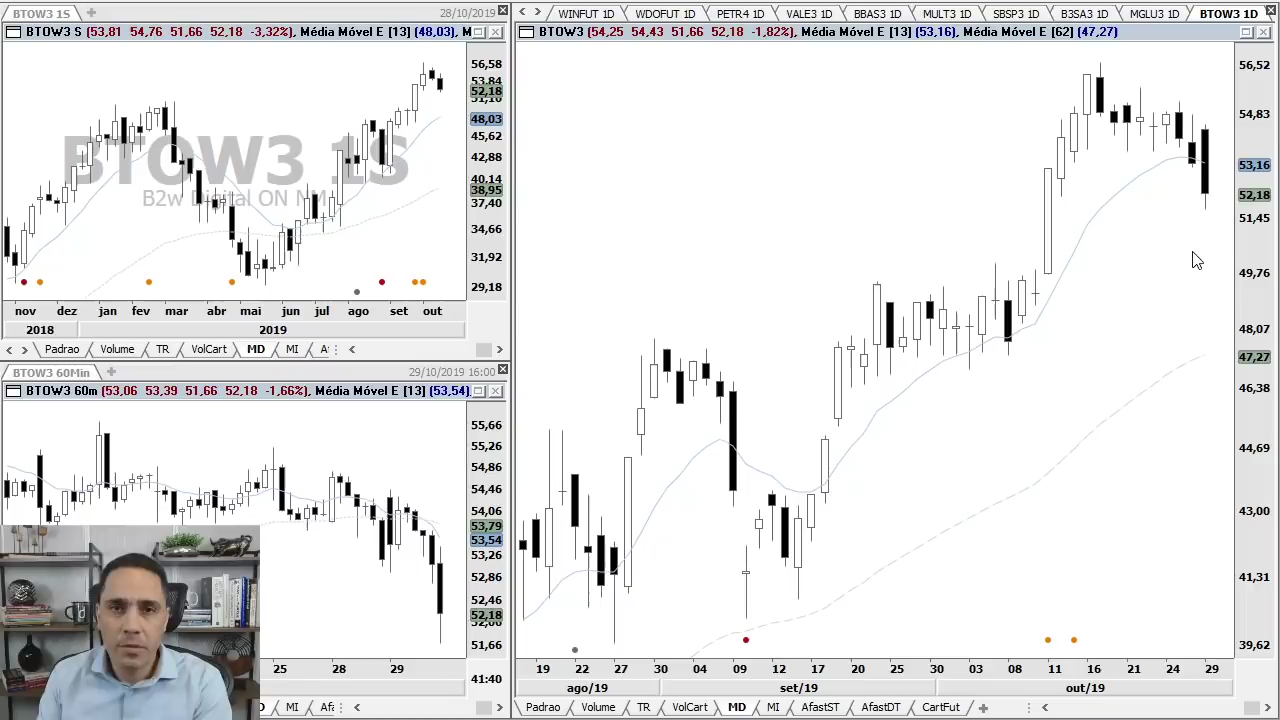 BTOW3 1S
28/10/2019
BTOW3 S (53,81 54,76 51,66 52,18 -3,32%), Média Móvel E [13] (48,03), M
BTOW3 1S
B2w Digital ON NM
56,58
53,84
52,18
48,03
45,62
42,88
40,14
38,95
37,40
34,66
31,92
29,18
nov dez jan fev mar abr mai jun jul ago set out
2018 2019
Padrao Volume TR VolCart MD MI A
BTOW3 60Min
29/10/2019 16:00
BTOW3 60m (53,06 53,39 51,66 52,18 -1,66%), Média Móvel E [13] (53,54)
55,66
55,26
54,86
54,46
54,06
53,79
53,54
53,26
52,86
52,46
52,18
51,66
25 28 29
41:40
MI Afa
WINFUT 1D WDOFUT 1D PETR4 1D VALE3 1D BBAS3 1D MULT3 1D SBSP3 1D B3SA3 1D MGLU3 1D BTOW3 1D
BTOW3 (54,25 54,43 51,66 52,18 -1,82%), Média Móvel E [13] (53,16), Média Móvel E [62] (47,27)
56,52
54,83
53,16
52,18
51,45
49,76
48,07
47,27
46,38
44,69
43,00
41,31
39,62
19 22 27 30 04 09 12 17 20 25 30 03 08 11 16 21 24 29
ago/19 set/19 out/19
Padrao Volume TR VolCart MD MI AfastST AfastDT CartFut